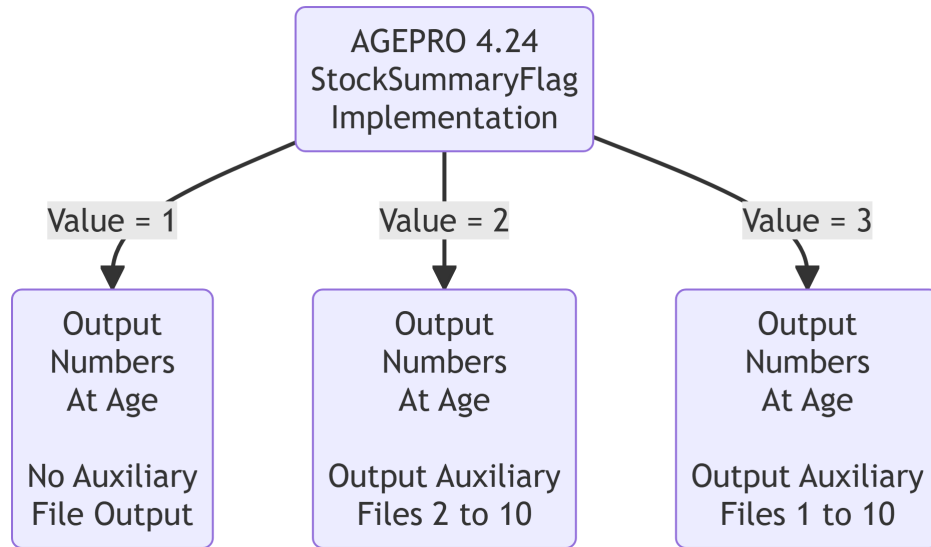 AGEPRO 4.24
StockSummaryFlag
Implementation
Value = 1
Value = 2
Value = 3
Output
Numbers
At Age
No Auxiliary
File Output
Output
Numbers
At Age
Output Auxiliary
Files 2 to 10
Output
Numbers
At Age
Output Auxiliary
Files 1 to 10